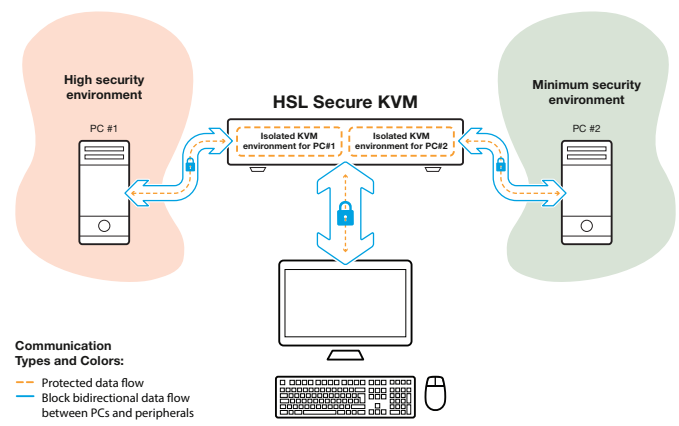 High security
environment
PC #1
HSL Secure KVM
Isolated KVM
environment for PC#1
Isolated KVM
environment for PC#2
Minimum security
environment
PC #2
Communication
Types and Colors:
Protected data flow
Block bidirectional data flow
between PCs and peripherals